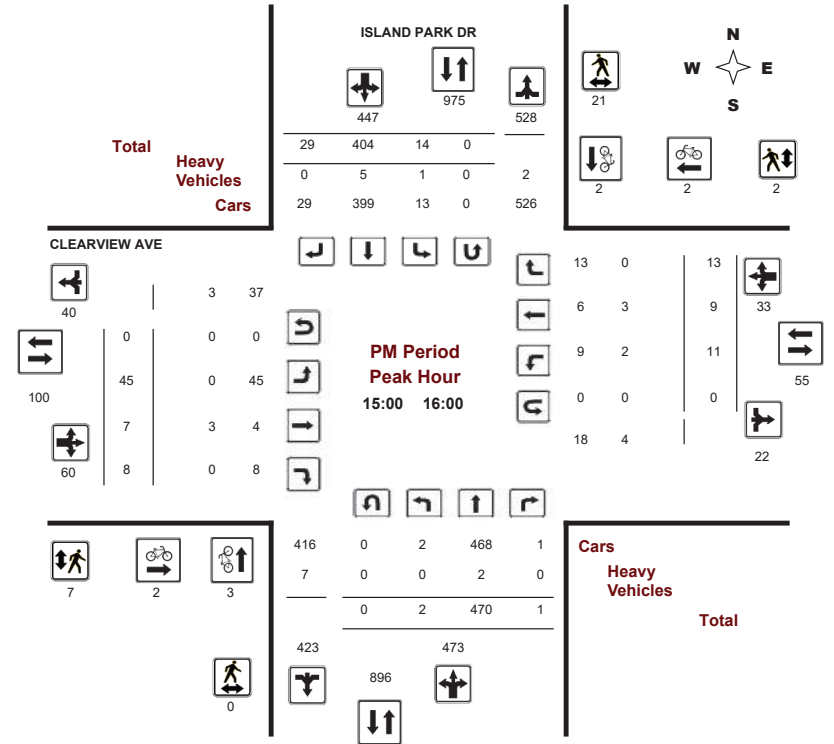 ISLAND PARK DR
N
W E
S
447 975 528 21
Total 29 404 14 0
Heavy
Vehicles 0 5 1 0 2
Cars 29 399 13 0 526
2 2 2
CLEARVIEW AVE
40 3 37
13 0 13
33
0 0 0
6 3 9
PM Period
Peak Hour
15:00 16:00
100 45 0 45
9 2 11
55
7 3 4
0 0 0
60 8 0 8
18 4
22
416 0 2 468 1 Cars
7 0 0 2 0 Heavy
Vehicles
0 2 470 1 Total
7 2 3
423 473
896
0